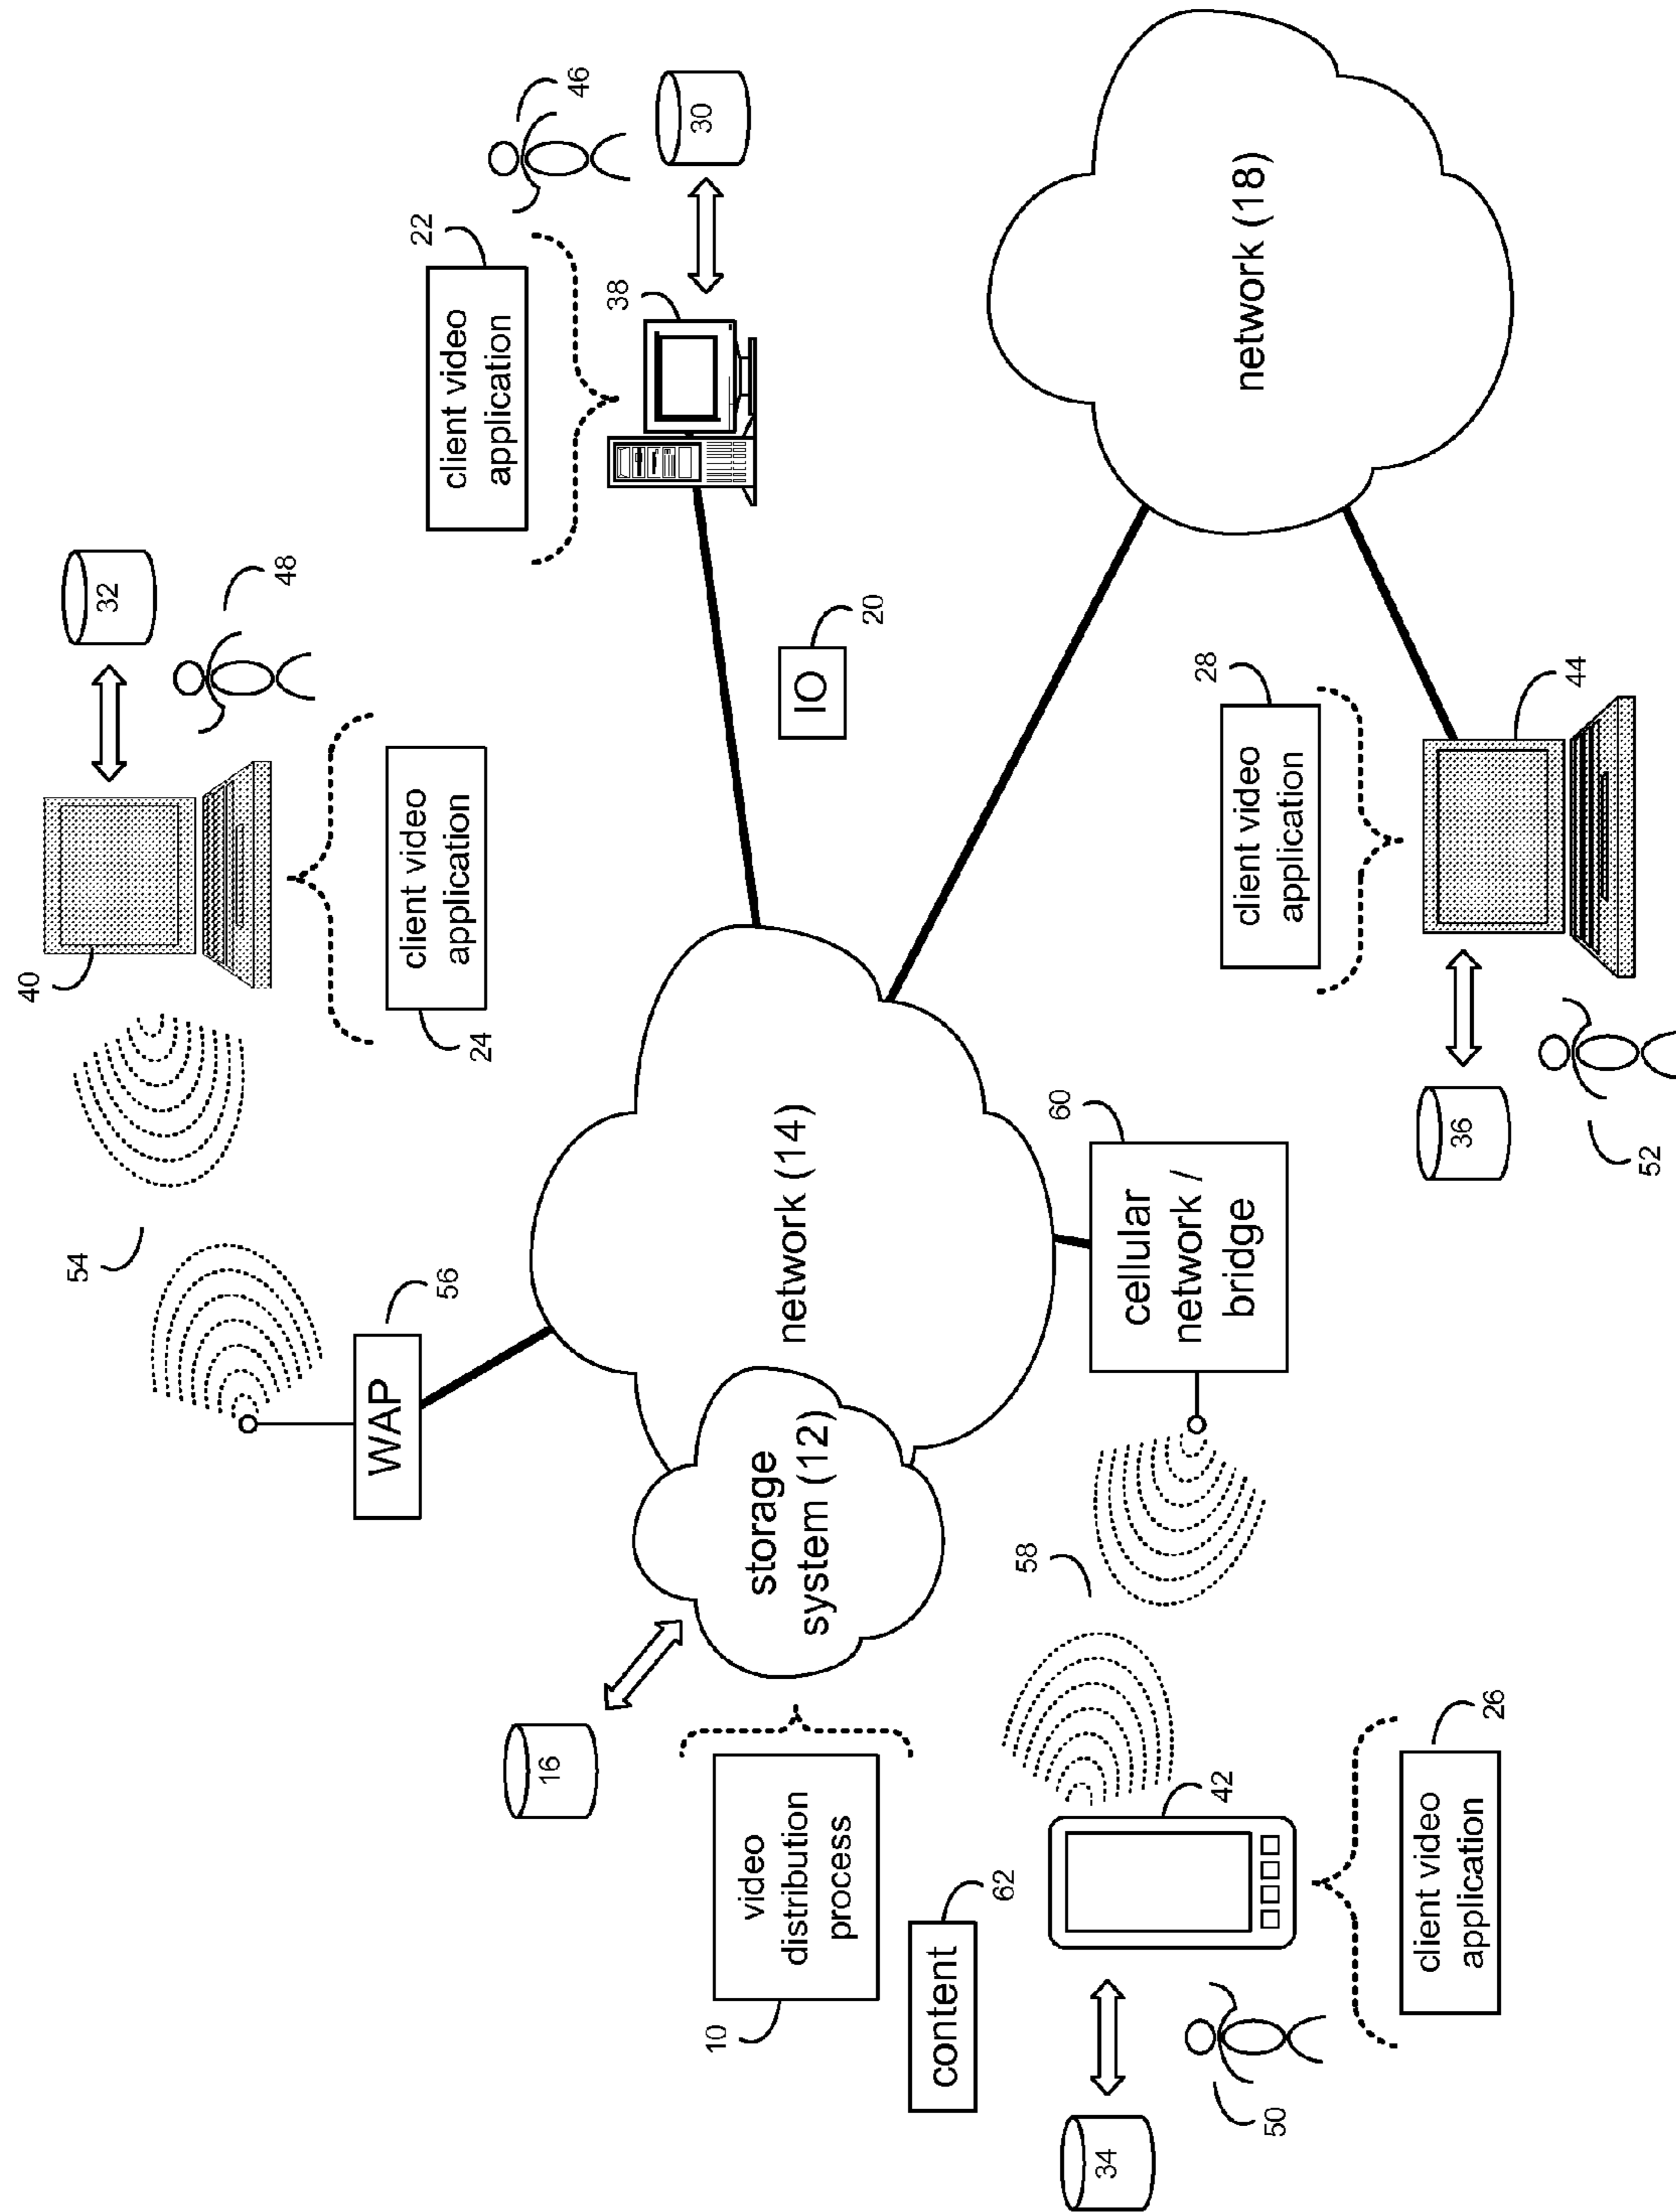 40
32
48
54
client video
application
24
22
client video
application
46
38
30
WAP
56
IO
20
16
storage
system (12)
network (14)
video
distribution
process
10
content
62
58
cellular
network /
bridge
60
client video
application
28
network (18)
34
50
42
client video
application
26
36
52
44